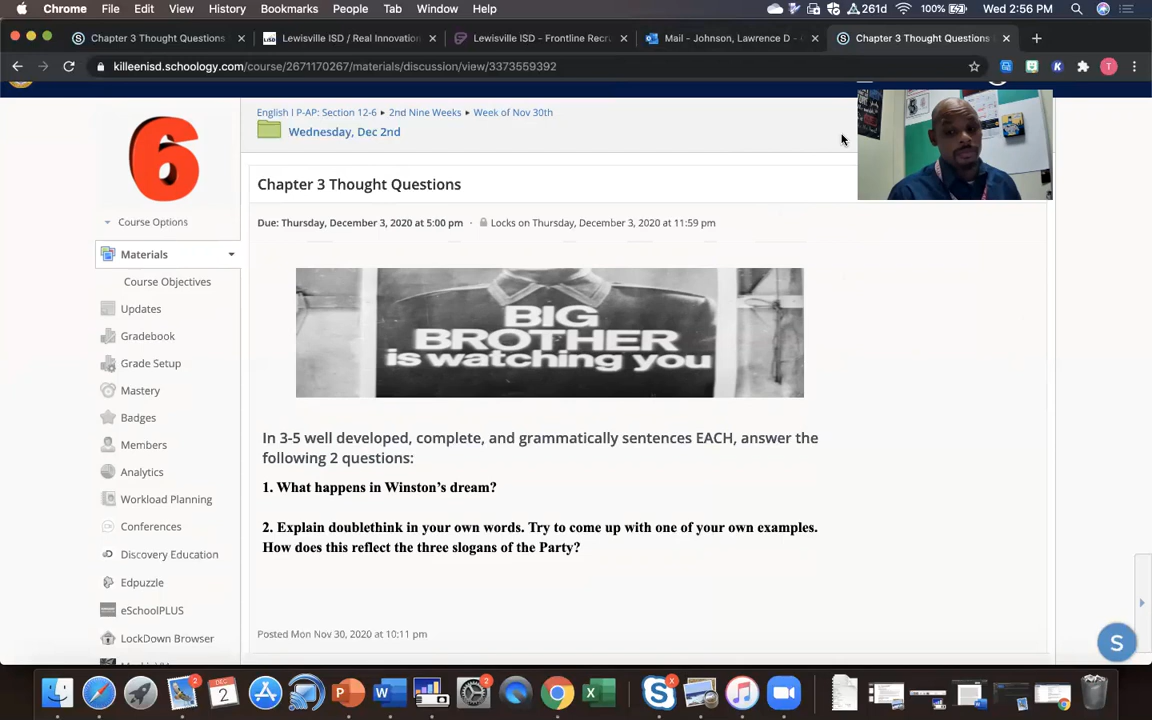 Chrome File Edit View History Bookmarks People Tab Window Help 261d 100% Wed 2:56 PM
Chapter 3 Thought Questions Lewisville ISD / Real Innovation Lewisville ISD - Frontline Recru Mail - Johnson, Lawrence D - Chapter 3 Thought Questions
killeenisd.schoology.com/course/2671170267/materials/discussion/view/3373559392 K T
English I P-AP: Section 12-6 ▸ 2nd Nine Weeks ▸ Week of Nov 30th
Wednesday, Dec 2nd
6
Chapter 3 Thought Questions
Course Options
Due: Thursday, December 3, 2020 at 5:00 pm · Locks on Thursday, December 3, 2020 at 11:59 pm
Materials
Course Objectives
Updates
Gradebook
Grade Setup
Mastery
Badges
Members
Analytics
Workload Planning
Conferences
Discovery Education
Edpuzzle
eSchoolPLUS
LockDown Browser
BIG
BROTHER
is watching you
In 3-5 well developed, complete, and grammatically sentences EACH, answer the
following 2 questions:
1. What happens in Winston's dream?
2. Explain doublethink in your own words. Try to come up with one of your own examples.
How does this reflect the three slogans of the Party?
Posted Mon Nov 30, 2020 at 10:11 pm
S
2 DEC 2 P W 2 X S x